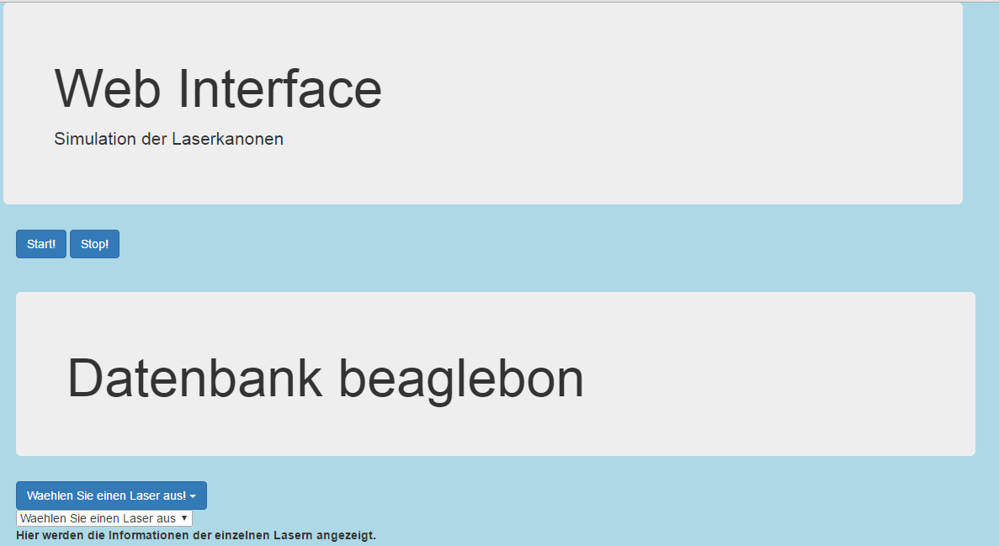 Web Interface
Simulation der Laserkanonen
Start! Stop!
Datenbank beaglebon
Waehlen Sie einen Laser aus!
Waehlen Sie einen Laser aus
Hier werden die Informationen der einzelnen Lasern angezeigt.